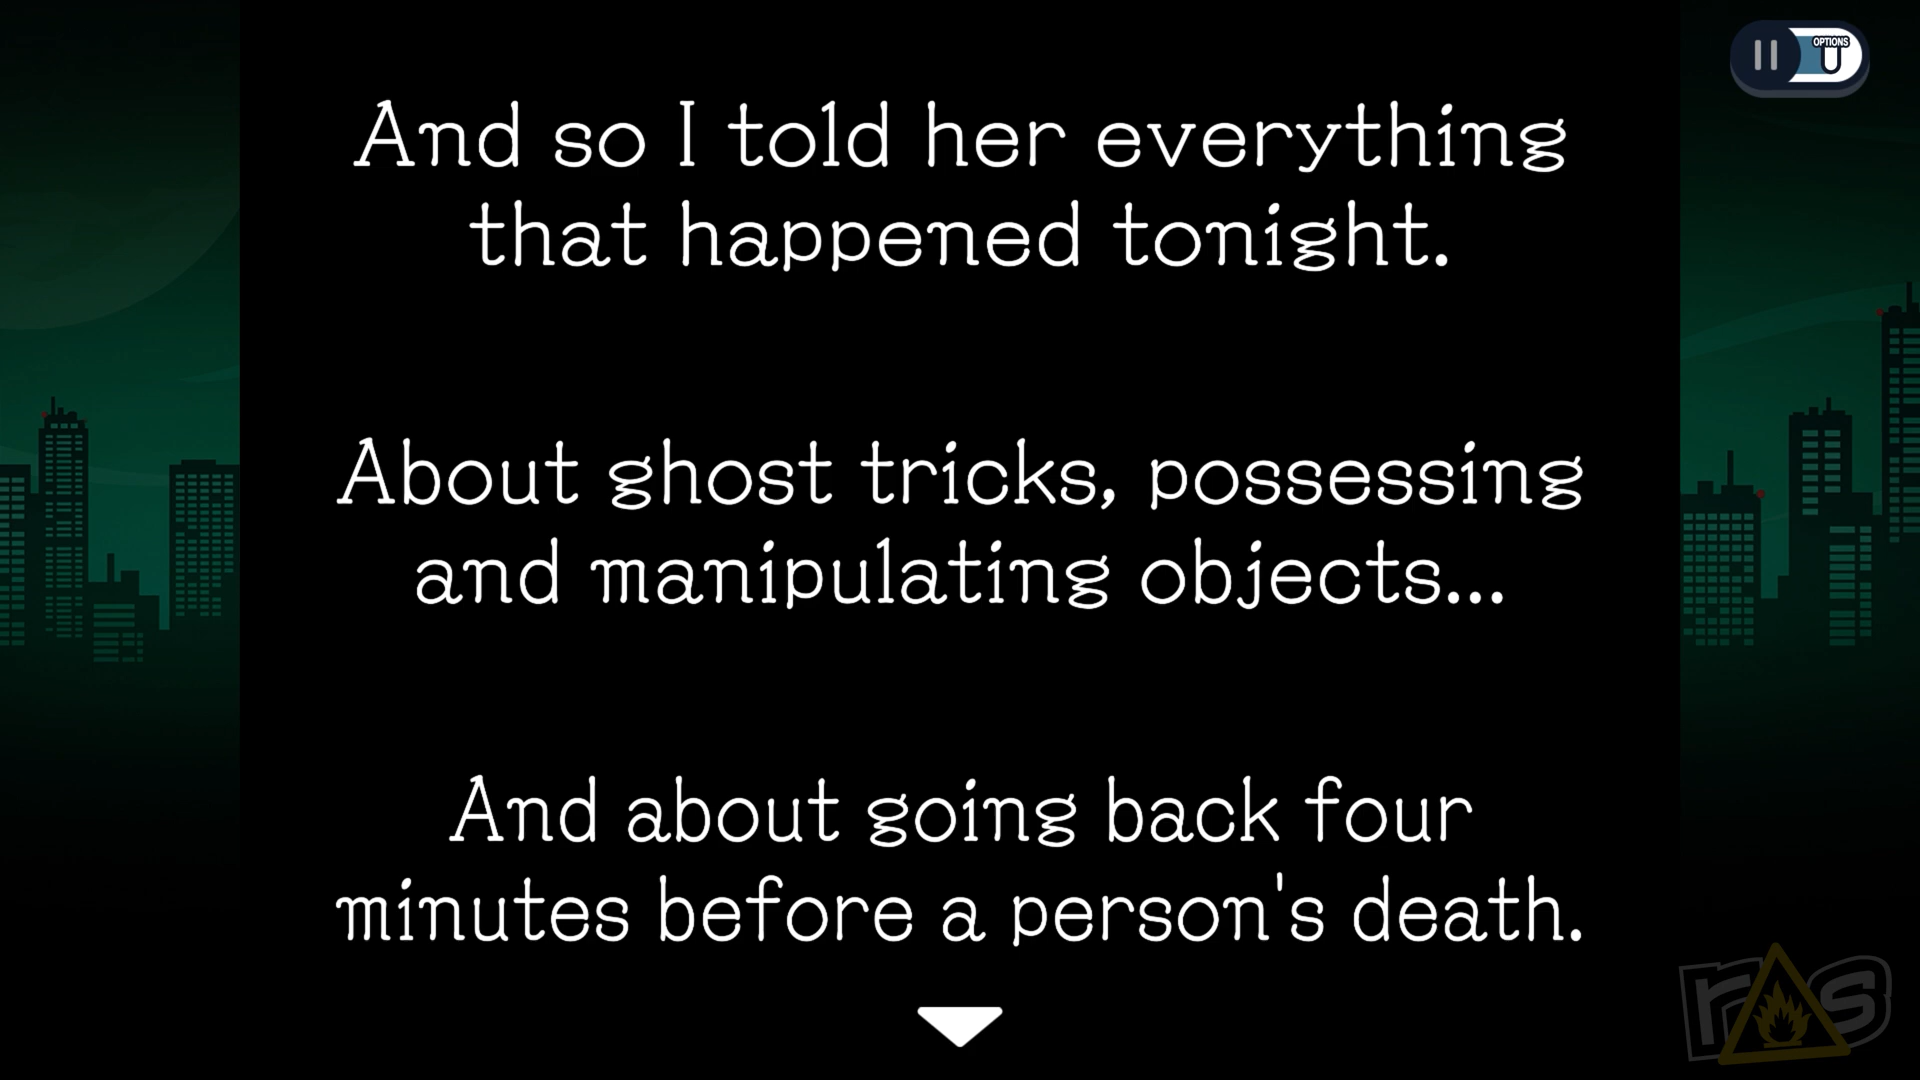 OPTIONS
And so I told her everything
that happened tonight.
About ghost tricks, possessing
and manipulating objects...
And about going back four
minutes before a person's death.
ras